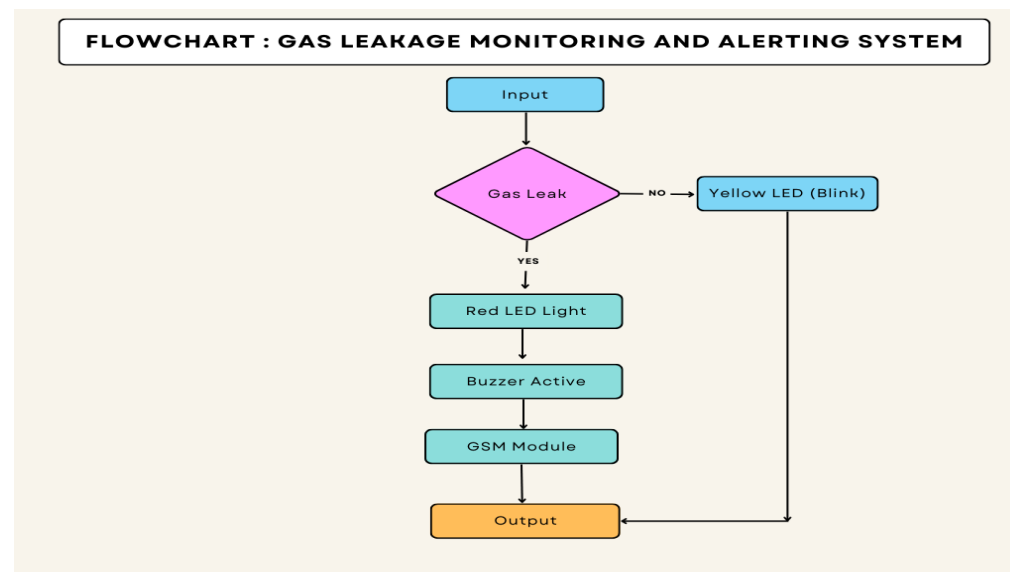 FLOWCHART : GAS LEAKAGE MONITORING AND ALERTING SYSTEM
Input
Gas Leak
NO
Yellow LED (Blink)
YES
Red LED Light
Buzzer Active
GSM Module
Output